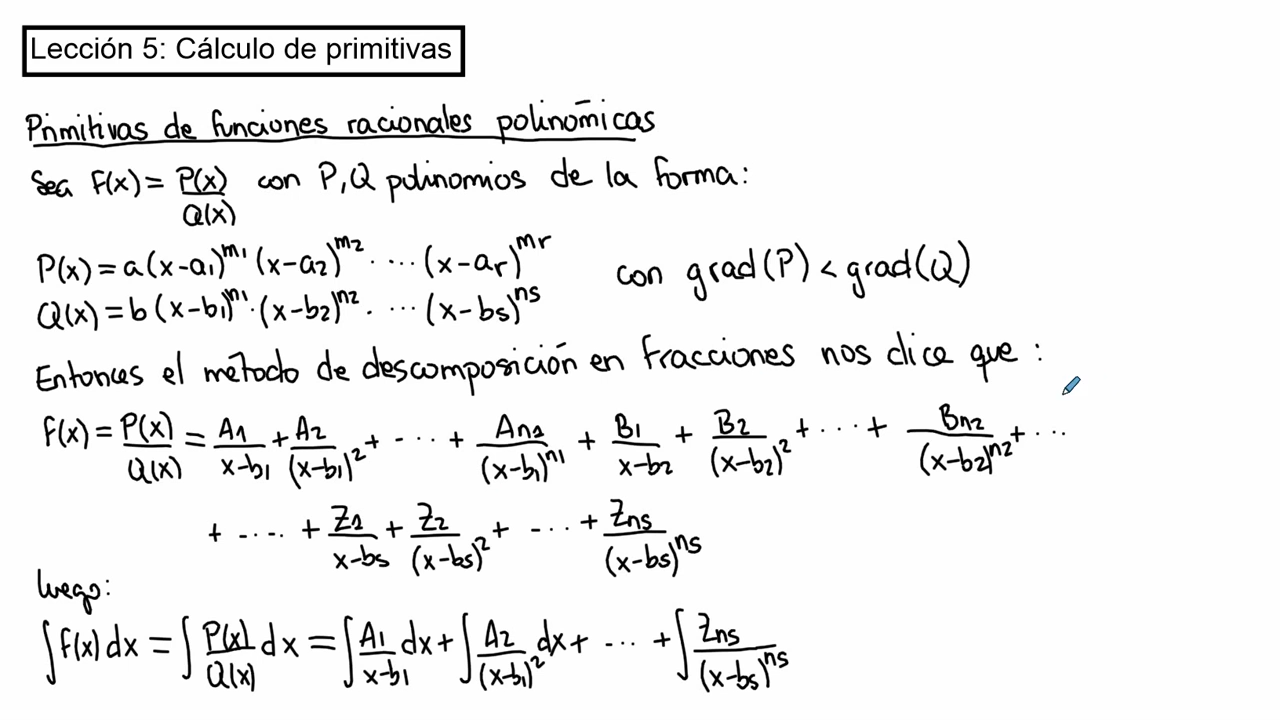 Lección 5: Cálculo de primitivas
Primitivas de funciones racionales polinómicas
Sea f(x) = P(x)/Q(x) con P, Q polinomios de la forma:
P(x) = a(x-a₁)^m₁ (x-a₂)^m₂ · ... (x-aᵣ)^mr con grad(P) < grad(Q)
Q(x) = b(x-b₁)^n₁ · (x-b₂)^n₂ · ... (x-bs)^ns
Entonces el método de descomposición en fracciones nos dice que:
f(x) = P(x)/Q(x) = A₁/(x-b₁) + A₂/(x-b₁)² + ... + An₁/(x-b₁)^n₁ + B₁/(x-b₂) + B₂/(x-b₂)² + ... + Bn₂/(x-b₂)^n₂ + ...
+ ... + Z₁/(x-bs) + Z₂/(x-bs)² + ... + Zns/(x-bs)^ns
luego:
∫f(x) dx = ∫P(x)/Q(x) dx = ∫A₁/(x-b₁) dx + ∫A₂/(x-b₁)² dx + ... + ∫Zns/(x-bs)^ns